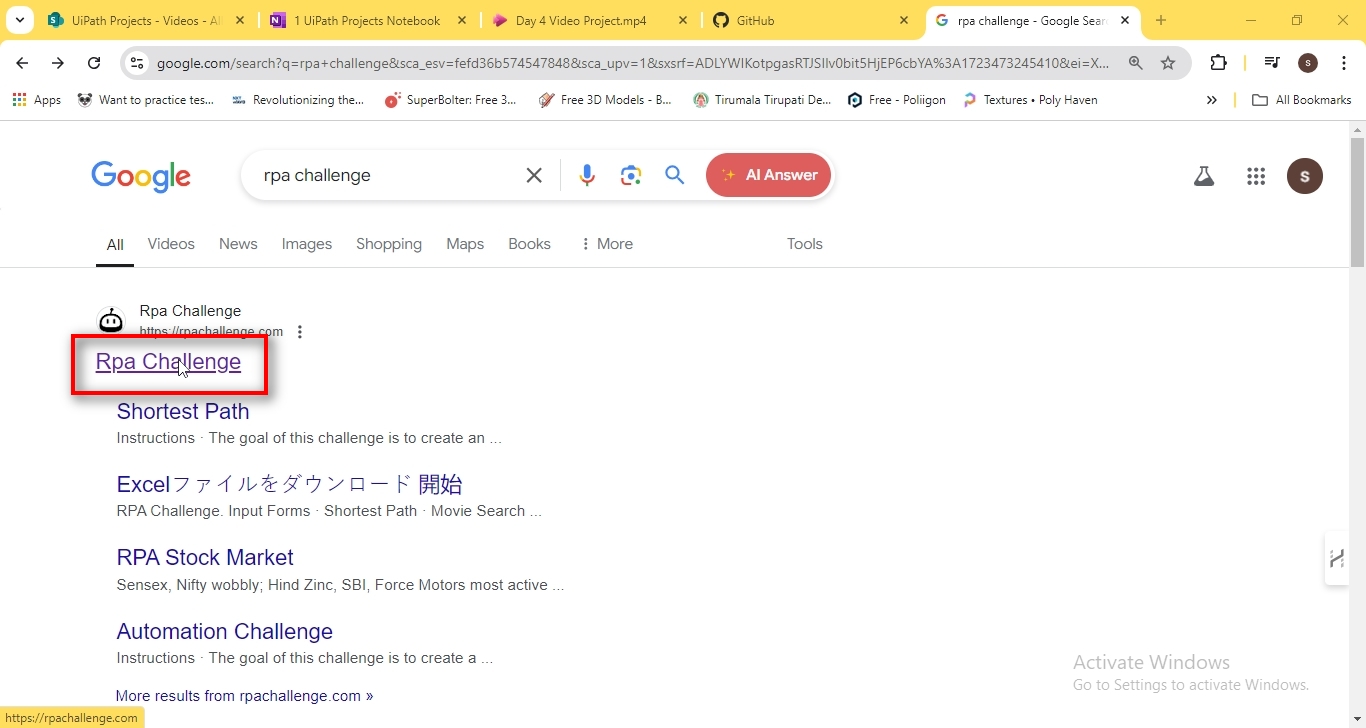 UiPath Projects - Videos - Al
1 UiPath Projects Notebook
Day 4 Video Project.mp4
GitHub
rpa challenge - Google Sear
google.com/search?q=rpa+challenge&sca_esv=fefd36b574547848&sca_upv=1&sxsrf=ADLYWIKotpgasRTJSIlv0bit5HjEP6cbYA%3A1723473245410&ei=X...
S
Apps
Want to practice tes...
Revolutionizing the...
SuperBolter: Free 3...
Free 3D Models - B...
Tirumala Tirupati De...
Free - Poliigon
Textures • Poly Haven
»
All Bookmarks
Google
rpa challenge
AI Answer
S
All
Videos
News
Images
Shopping
Maps
Books
More
Tools
Rpa Challenge
https://rpachallenge.com
Rpa Challenge
Shortest Path
Instructions · The goal of this challenge is to create an ...
Excelファイルをダウンロード 開始
RPA Challenge. Input Forms · Shortest Path · Movie Search ...
RPA Stock Market
Sensex, Nifty wobbly; Hind Zinc, SBI, Force Motors most active ...
Automation Challenge
Instructions · The goal of this challenge is to create a ...
More results from rpachallenge.com »
Activate Windows
Go to Settings to activate Windows.
https://rpachallenge.com